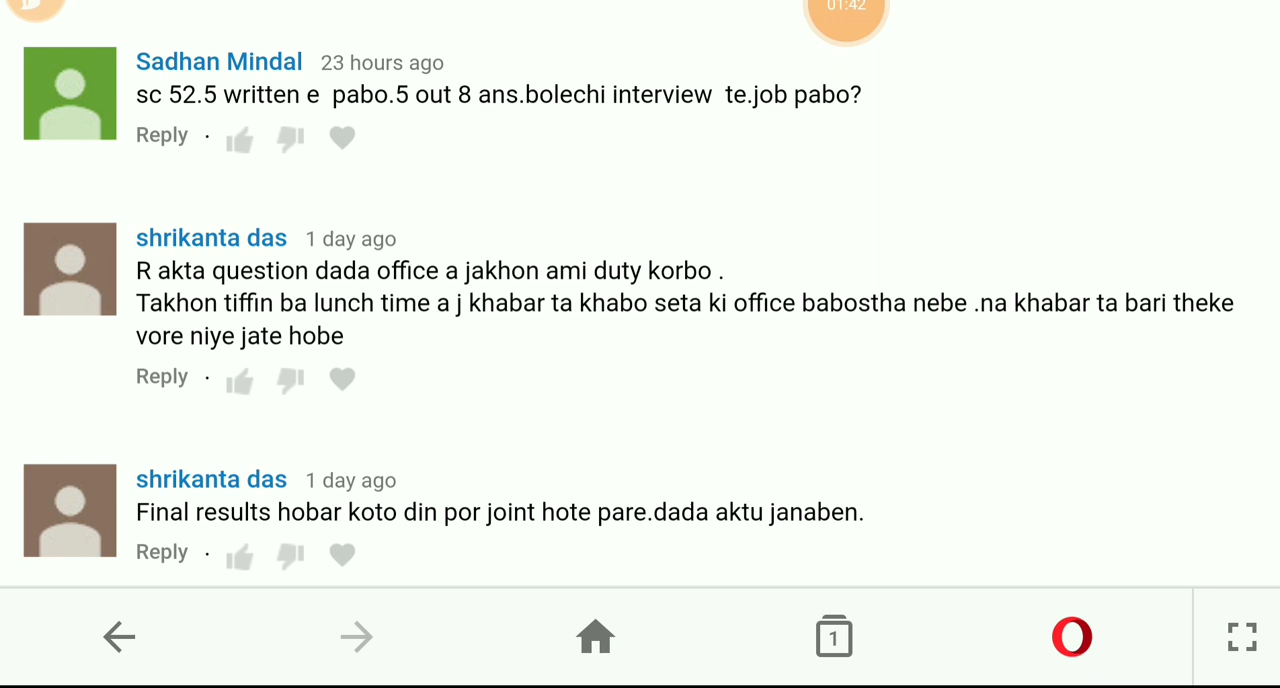 01:42
Sadhan Mindal 23 hours ago
sc 52.5 written e pabo.5 out 8 ans.bolechi interview te.job pabo?
Reply ·
shrikanta das 1 day ago
R akta question dada office a jakhon ami duty korbo .
Takhon tiffin ba lunch time a j khabar ta khabo seta ki office babostha nebe .na khabar ta bari theke
vore niye jate hobe
Reply ·
shrikanta das 1 day ago
Final results hobar koto din por joint hote pare.dada aktu janaben.
Reply ·
1